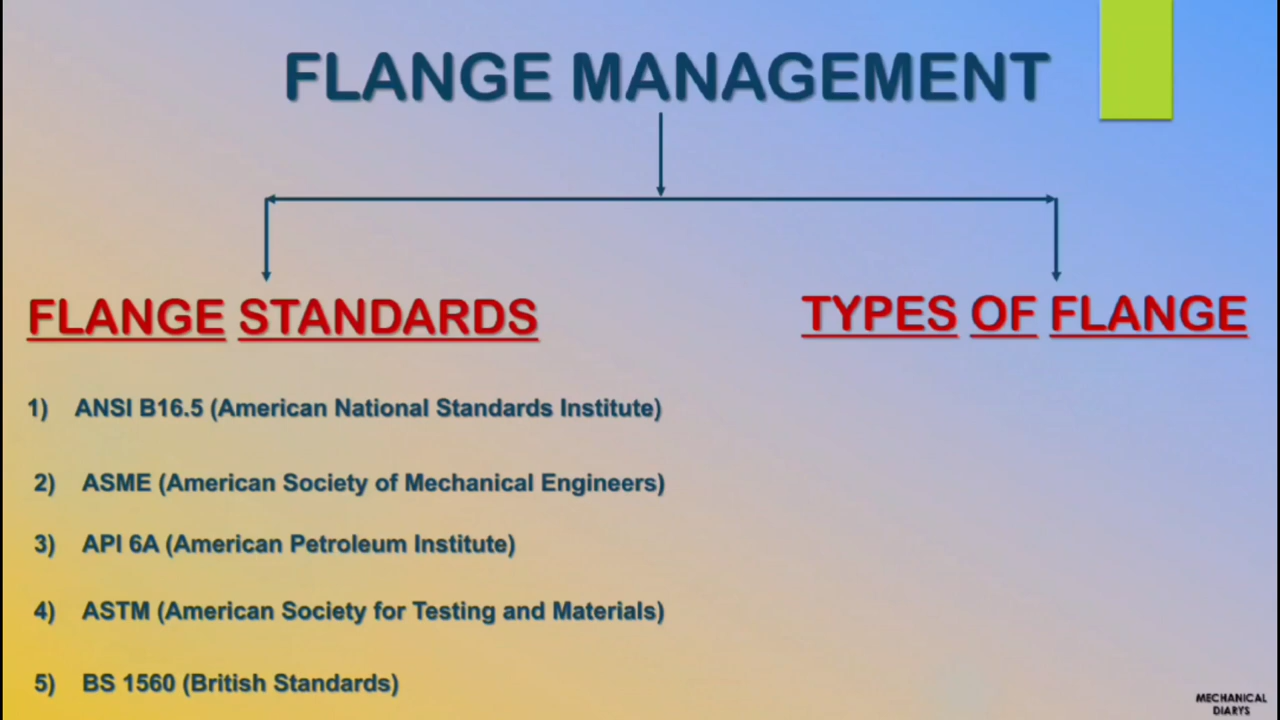 FLANGE MANAGEMENT
FLANGE STANDARDS
TYPES OF FLANGE
1) ANSI B16.5 (American National Standards Institute)
2) ASME (American Society of Mechanical Engineers)
3) API 6A (American Petroleum Institute)
4) ASTM (American Society for Testing and Materials)
5) BS 1560 (British Standards)
MECHANICAL
DIARYS